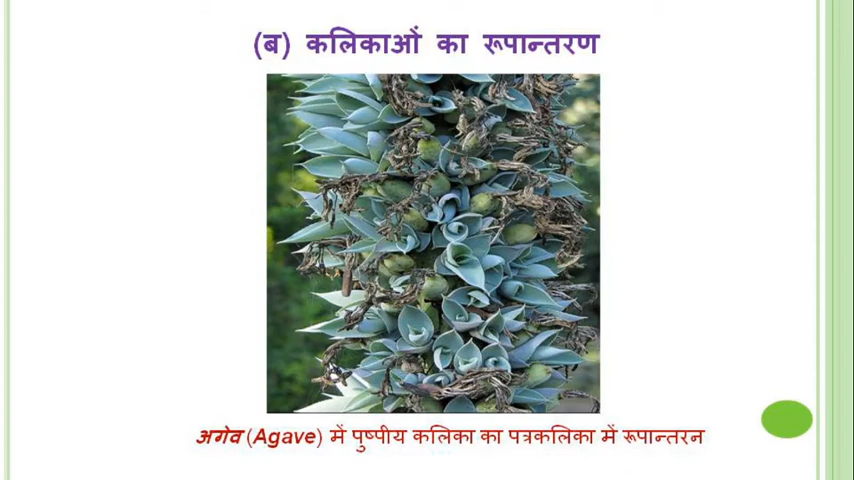 (ब) कलिकाओं का रूपान्तरण
अगेव (Agave) में पुष्पीय कलिका का पत्रकलिका में रूपान्तरन